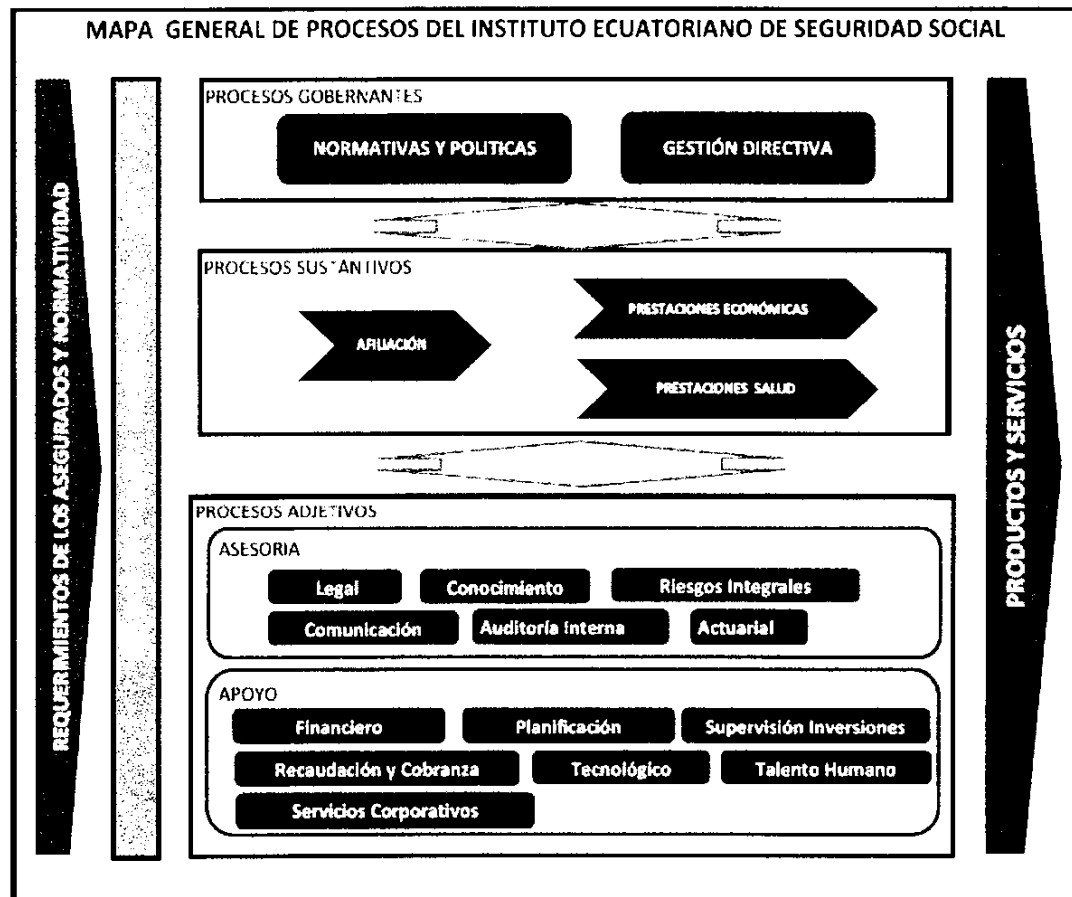 MAPA GENERAL DE PROCESOS DEL INSTITUTO ECUATORIANO DE SEGURIDAD SOCIAL
REQUERIMIENTOS DE LOS ASEGURADOS Y NORMATIVIDAD
PROCESOS GOBERNANTES
NORMATIVAS Y POLITICAS
GESTIÓN DIRECTIVA
PROCESOS SUSTANTIVOS
AFILIACIÓN
PRESTACIONES ECONÓMICAS
PRESTACIONES SALUD
PROCESOS ADJETIVOS
ASESORIA
Legal
Conocimiento
Riesgos Integrales
Comunicación
Auditoría Interna
Actuarial
APOYO
Financiero
Planificación
Supervisión Inversiones
Recaudación y Cobranza
Tecnológico
Talento Humano
Servicios Corporativos
PRODUCTOS Y SERVICIOS